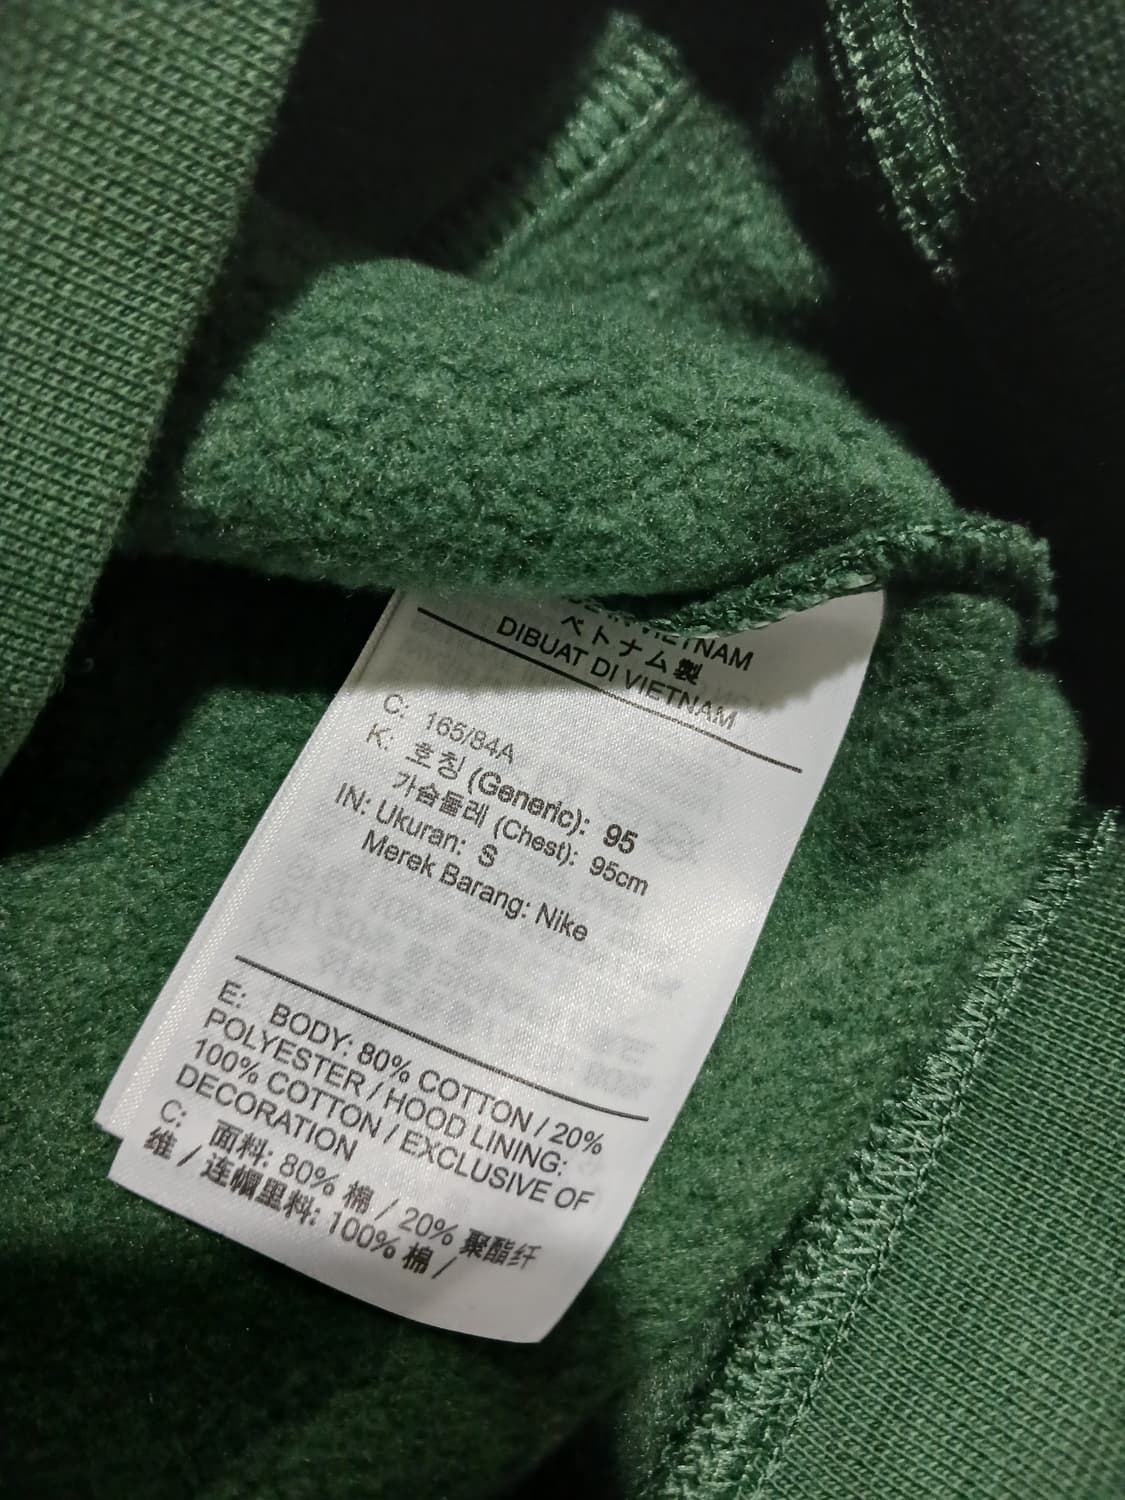 VIETNAM
ベトナム製
DIBUAT DI VIETNAM
C: 165/84A
K: 호칭 (Generic): 95
가슴둘레 (Chest): 95cm
IN: Ukuran: S
Merek Barang: Nike
E: BODY: 80% COTTON / 20%
POLYESTER / HOOD LINING:
100% COTTON / EXCLUSIVE OF
DECORATION
C: 面料: 80% 棉 / 20% 聚酯纤
维 / 连帽里料: 100% 棉 /